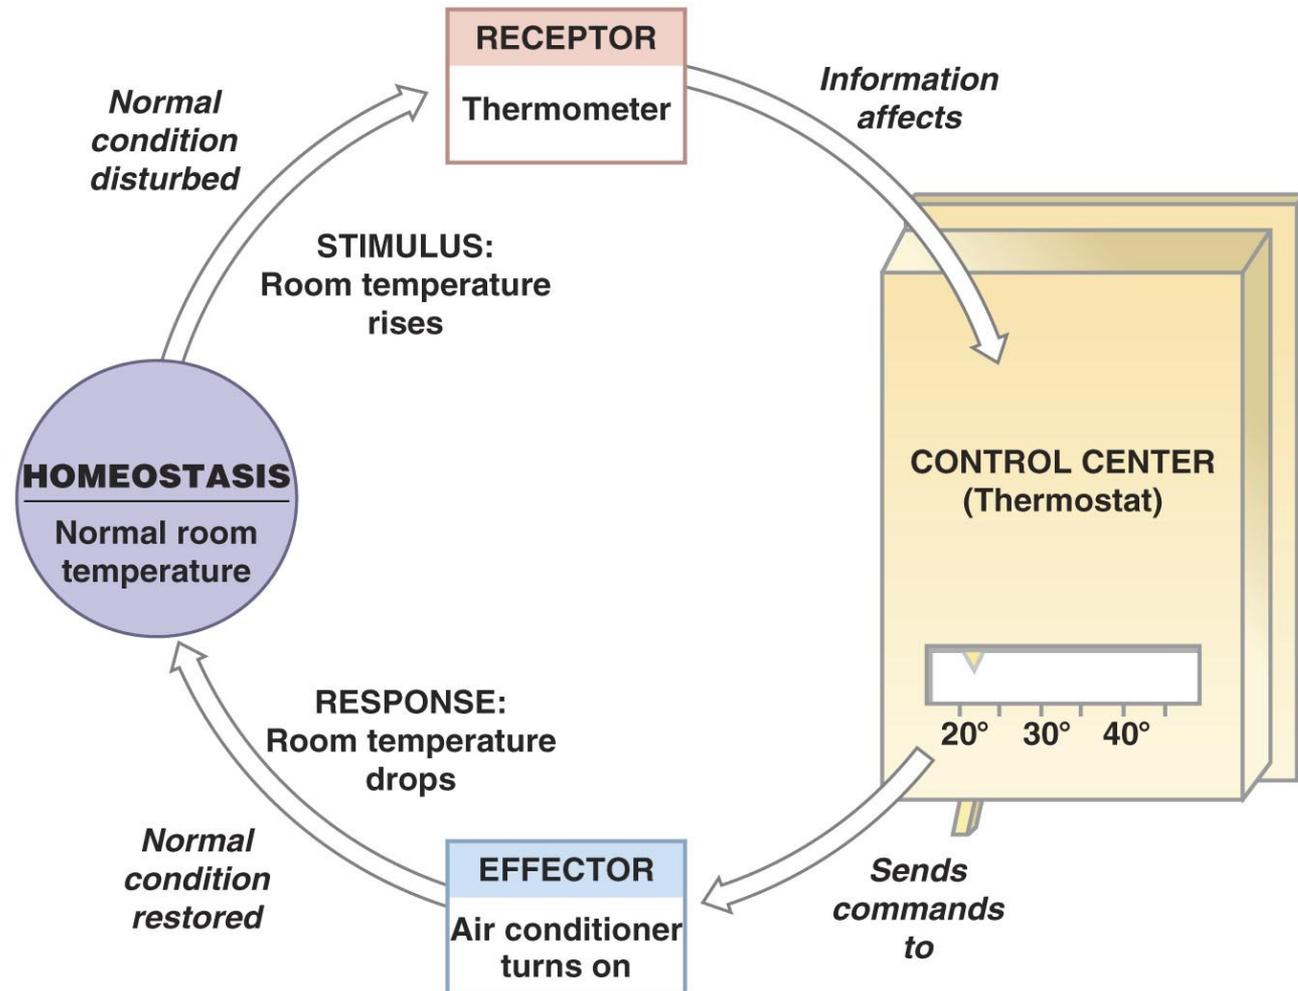 RECEPTOR
Thermometer
Normal
condition
disturbed
Information
affects
STIMULUS:
Room temperature
rises
CONTROL CENTER
(Thermostat)
20° 30° 40°
HOMEOSTASIS
Normal room
temperature
RESPONSE:
Room temperature
drops
Normal
condition
restored
EFFECTOR
Air conditioner
turns on
Sends
commands
to